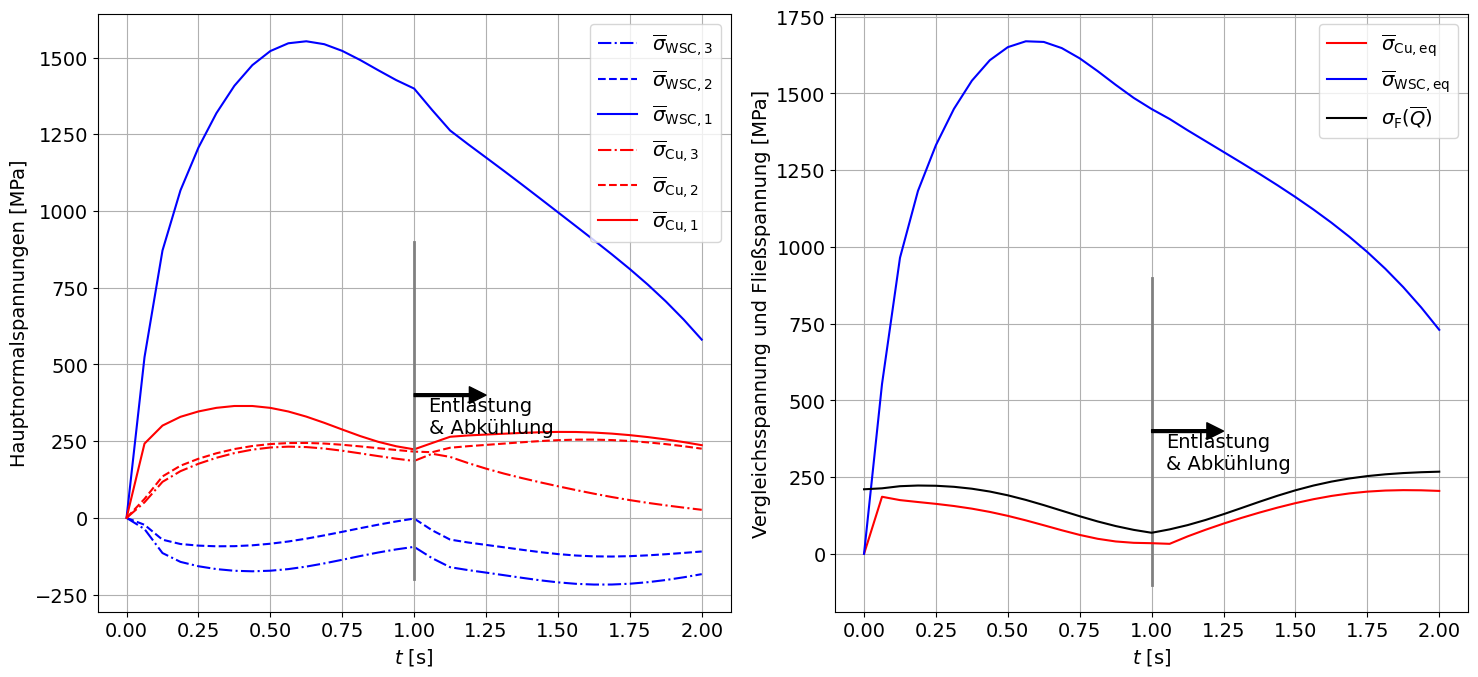 Hauptnormalspannungen [MPa]
1500
1250
1000
750
500
250
0
−250
σ̅WSC, 3
σ̅WSC, 2
σ̅WSC, 1
σ̅Cu, 3
σ̅Cu, 2
σ̅Cu, 1
Entlastung
& Abkühlung
0.00 0.25 0.50 0.75 1.00 1.25 1.50 1.75 2.00
t [s]
Vergleichsspannung und Fließspannung [MPa]
1750
1500
1250
1000
750
500
250
0
σ̅Cu, eq
σ̅WSC, eq
σF(Q̅)
Entlastung
& Abkühlung
0.00 0.25 0.50 0.75 1.00 1.25 1.50 1.75 2.00
t [s]